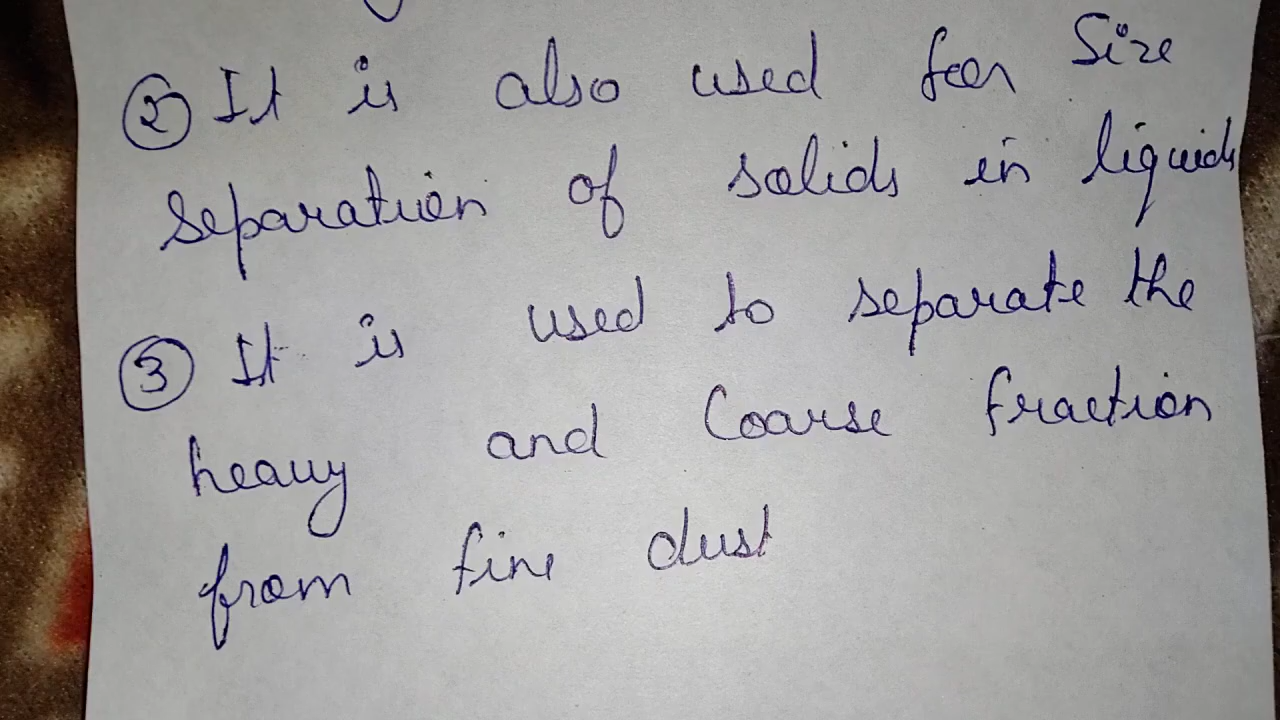 ② It is also used for Size
separation of solids in liquids
③ It is used to separate the
heavy and Coarse fraction
from fine dust